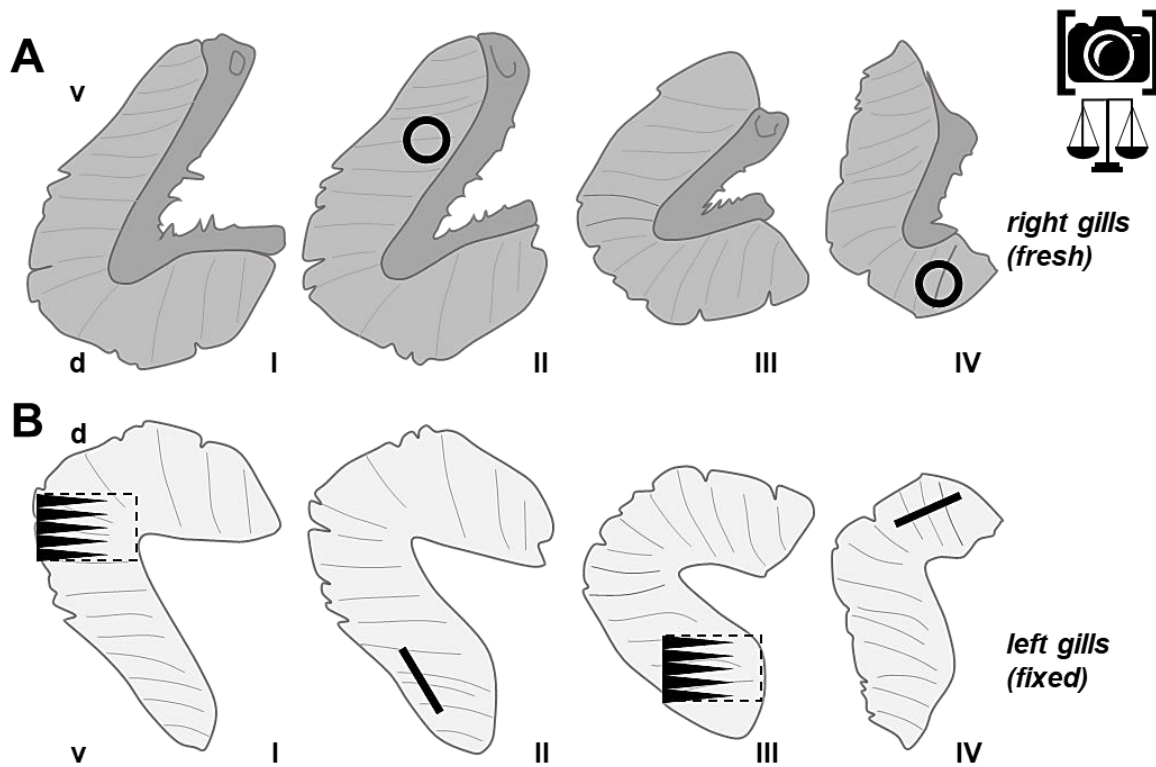 A
v
d
I
II
III
IV
right gills
(fresh)
B
d
v
I
II
III
IV
left gills
(fixed)